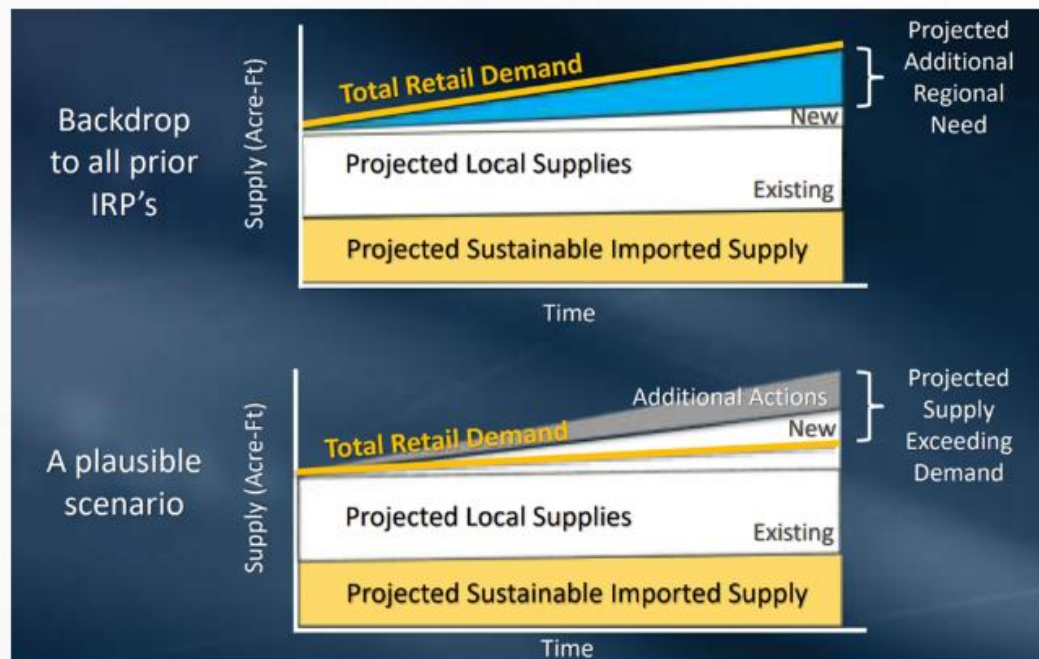 Backdrop
to all prior
IRP's
Supply (Acre-Ft)
Total Retail Demand
New
Projected Local Supplies
Existing
Projected Sustainable Imported Supply
Time
Projected
Additional
Regional
Need
A plausible
scenario
Supply (Acre-Ft)
Additional Actions
Total Retail Demand
New
Projected Local Supplies
Existing
Projected Sustainable Imported Supply
Time
Projected
Supply
Exceeding
Demand